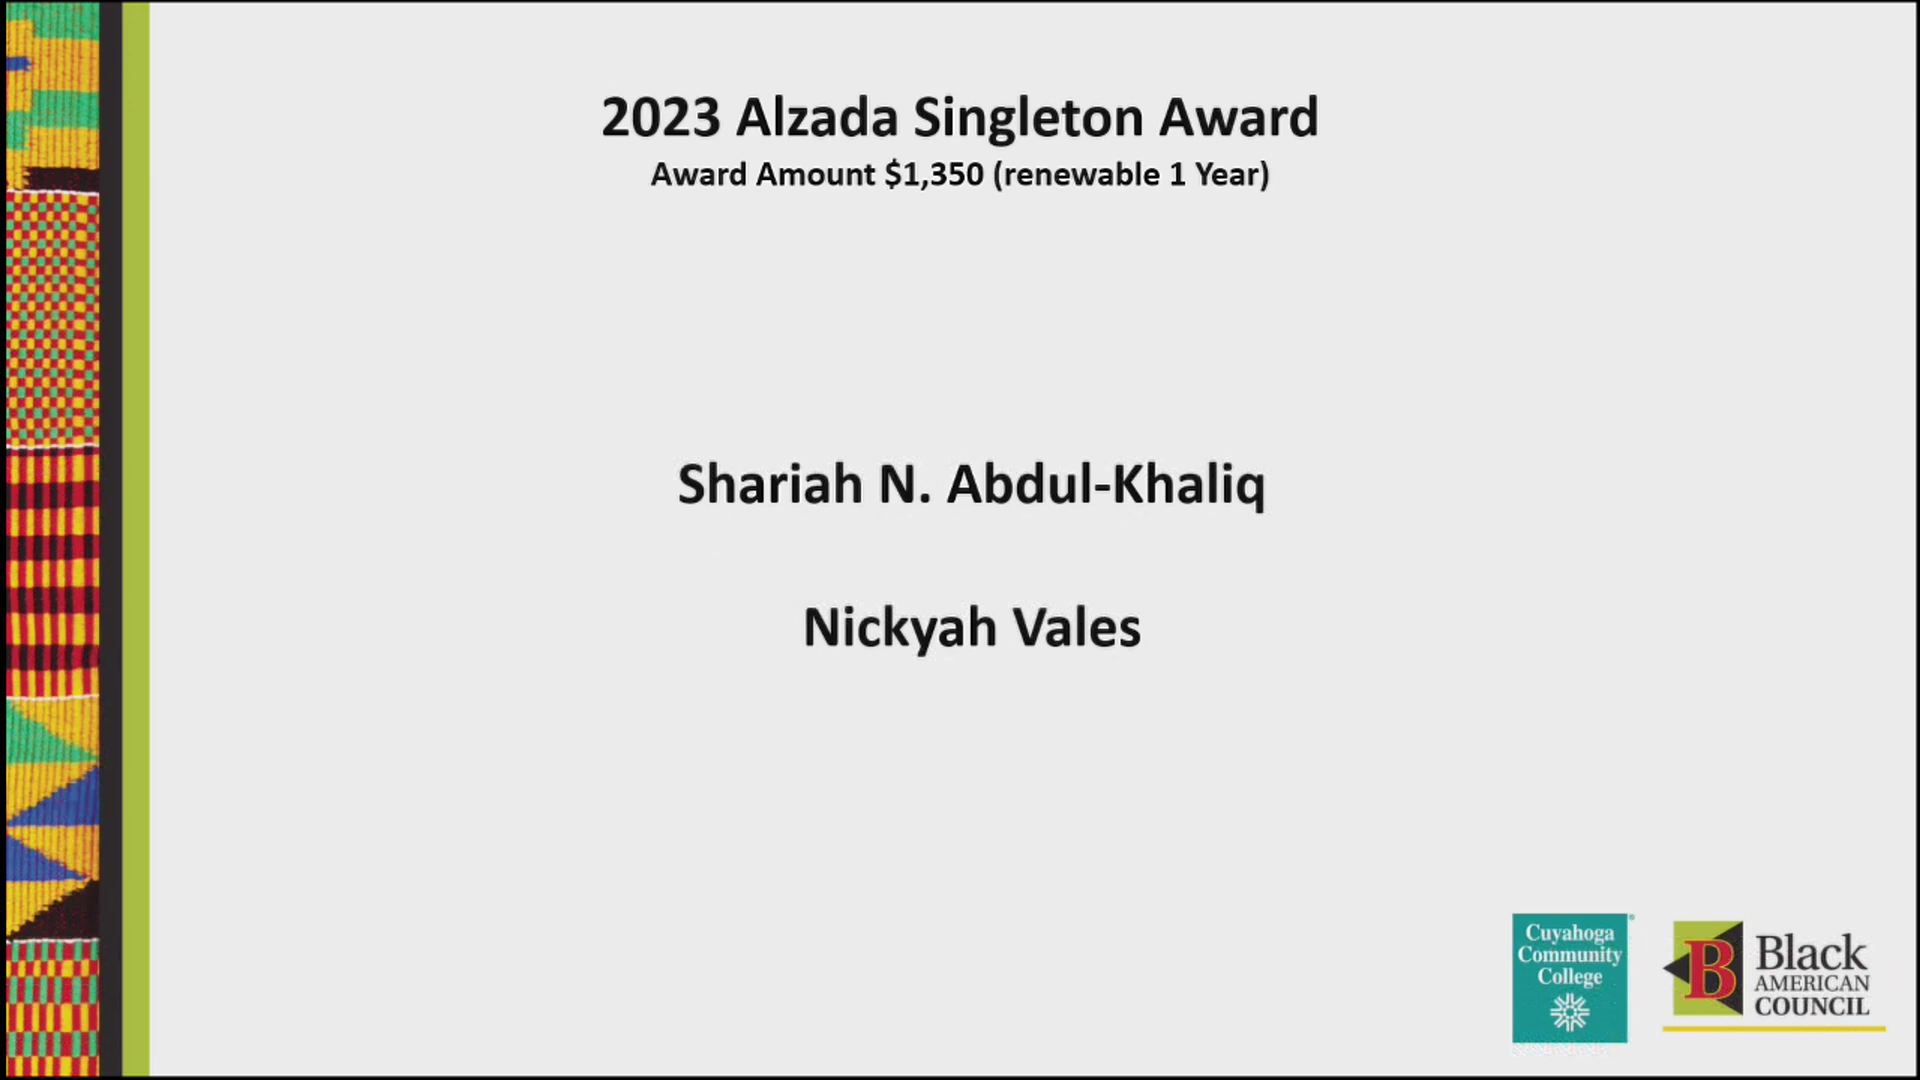 2023 Alzada Singleton Award
Award Amount $1,350 (renewable 1 Year)
Shariah N. Abdul-Khaliq
Nickyah Vales
Cuyahoga
Community
College
B
Black
AMERICAN
COUNCIL